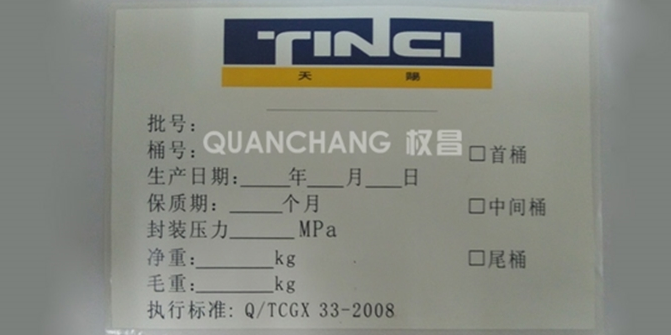 TINCI
天 賜
批号:
QUANCHANG 权昌
桶号:
□首桶
生产日期:____年___月___日
保质期:_____个月
□中间桶
封装压力______MPa
净重:_______kg
□尾桶
毛重:_______kg
执行标准: Q/TCGX 33-2008